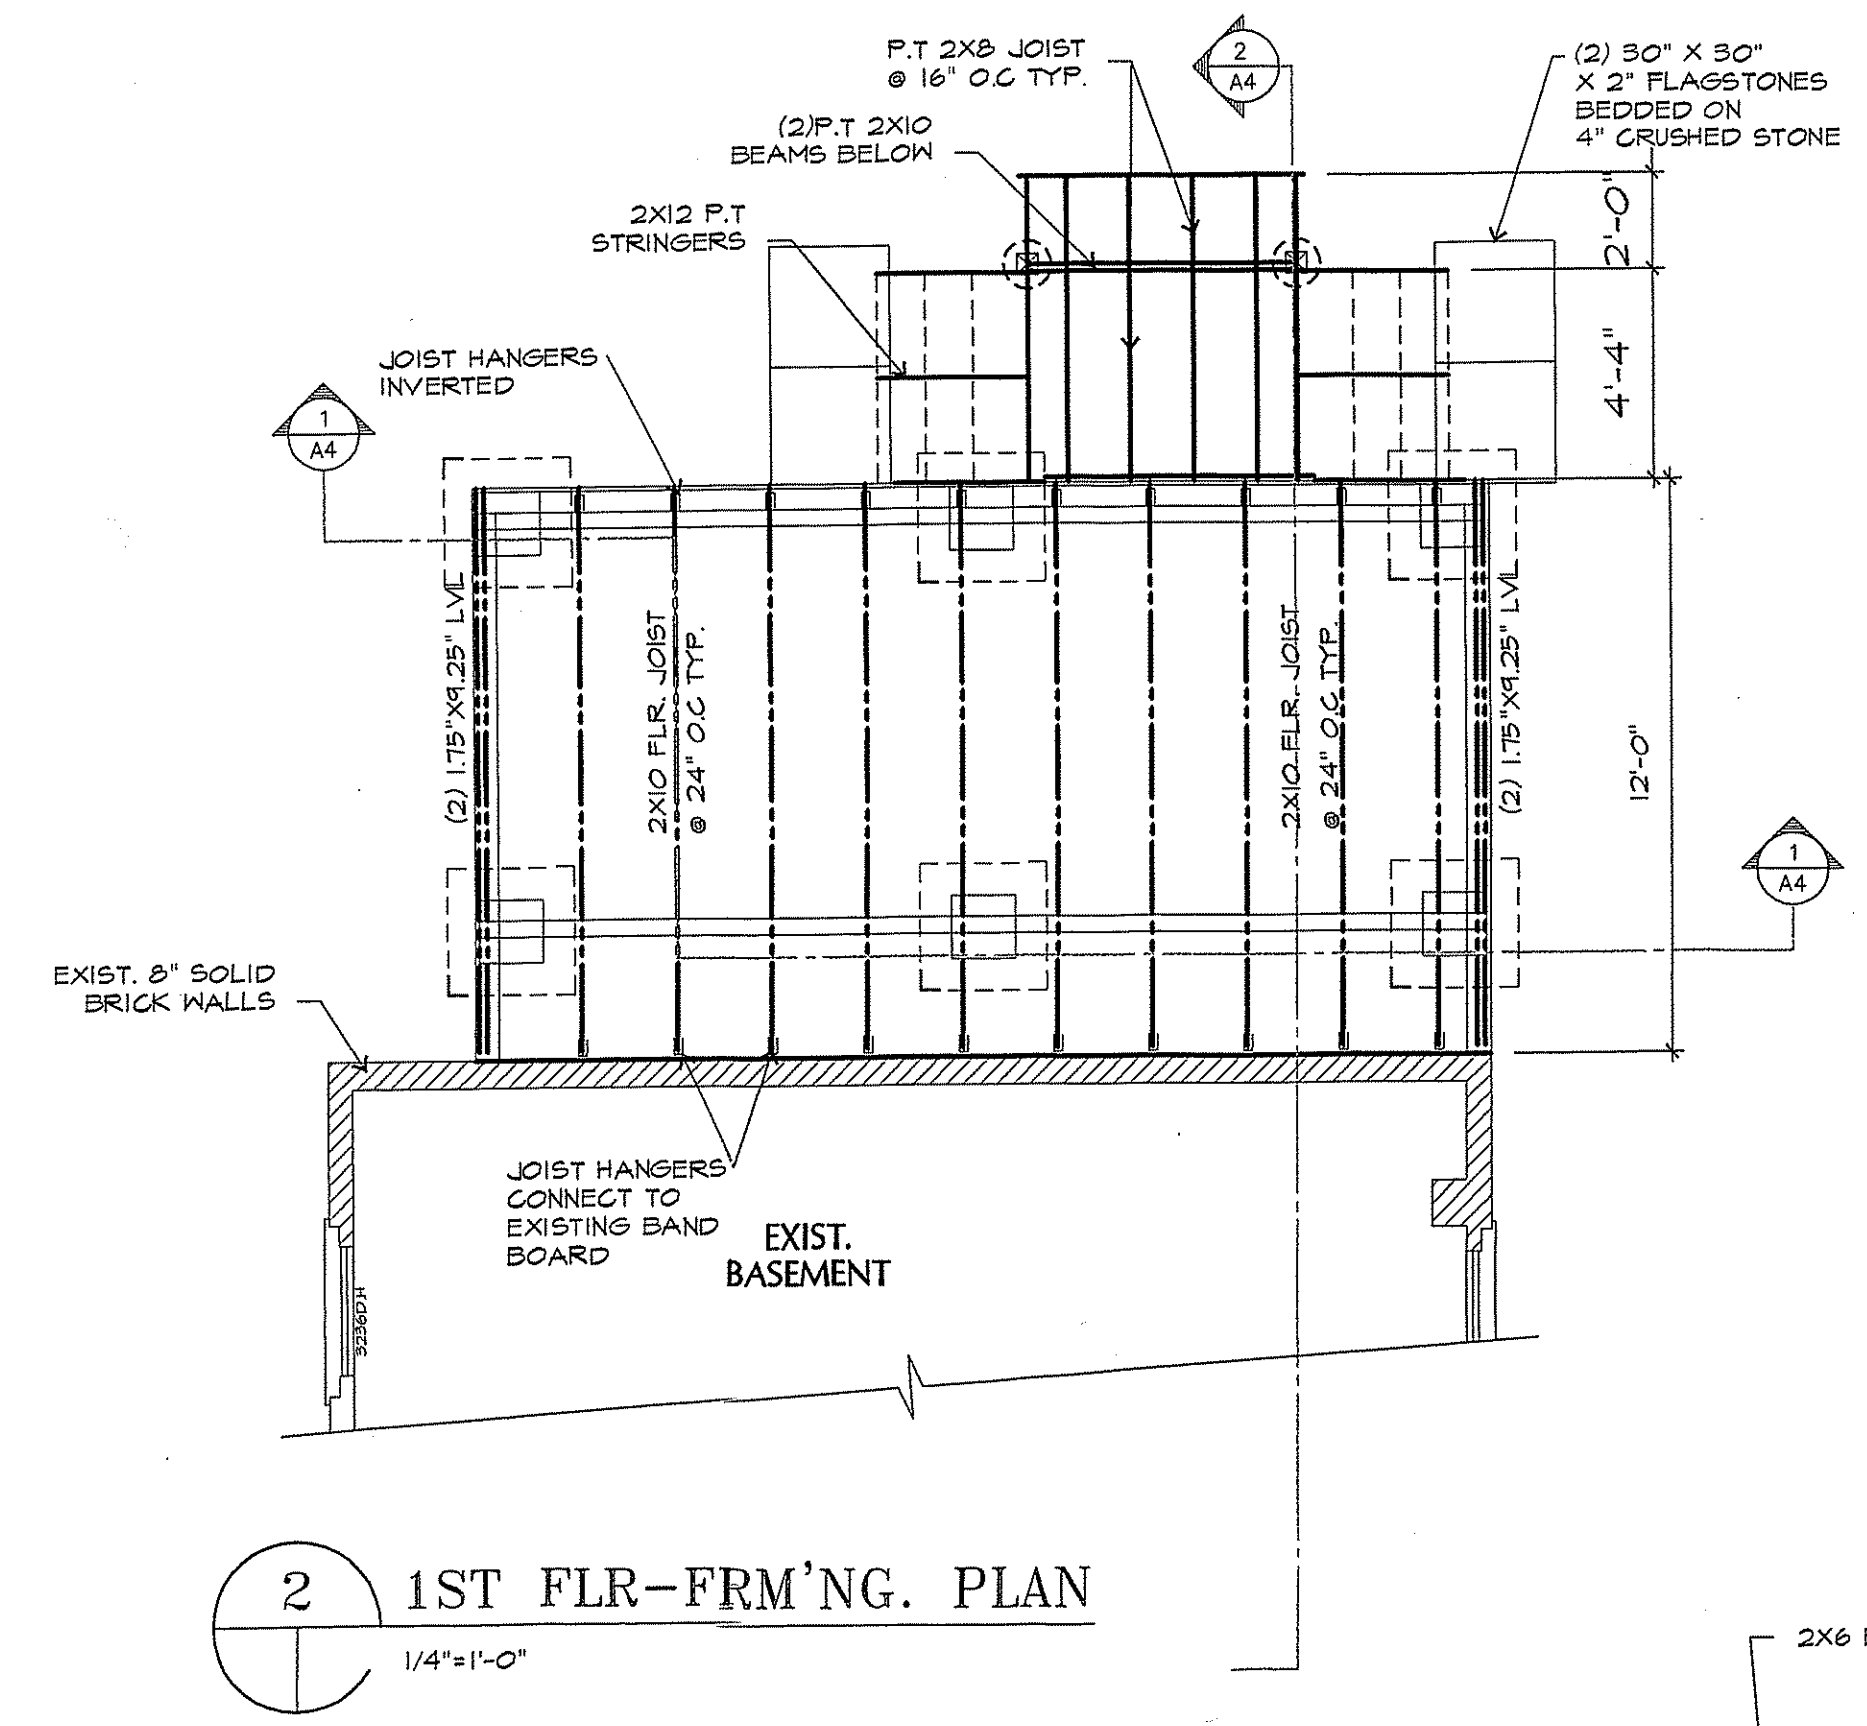 P.T 2X8 JOIST
@ 16" O.C TYP.
2
A4
(2) 30" X 30"
X 2" FLAGSTONES
BEDDED ON
4" CRUSHED STONE
(2)P.T 2X10
BEAMS BELOW
2X12 P.T
STRINGERS
2'-0"
4'-4"
JOIST HANGERS
INVERTED
1
A4
(2) 1.75"X9.25" LVL
2X10 FLR. JOIST
@ 24" O.C TYP.
2X10 FLR. JOIST
@ 24" O.C TYP.
(2) 1.75"X9.25" LVL
12'-0"
1
A4
EXIST. 8" SOLID
BRICK WALLS
JOIST HANGERS
CONNECT TO
EXISTING BAND
BOARD
EXIST.
BASEMENT
3236DH
2
1ST FLR-FRM'NG. PLAN
1/4"=1'-0"
2X6